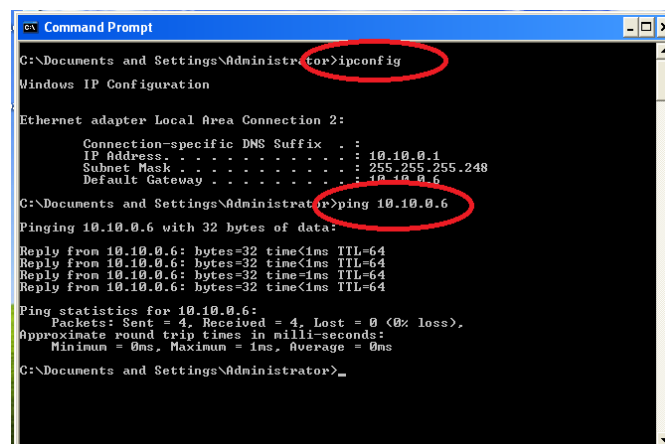 Command Prompt
C:\Documents and Settings\Administrator>ipconfig
Windows IP Configuration
Ethernet adapter Local Area Connection 2:
Connection-specific DNS Suffix . :
IP Address. . . . . . . . . . . . : 10.10.0.1
Subnet Mask . . . . . . . . . . . : 255.255.255.248
Default Gateway . . . . . . . . . : 10.10.0.6
C:\Documents and Settings\Administrator>ping 10.10.0.6
Pinging 10.10.0.6 with 32 bytes of data:
Reply from 10.10.0.6: bytes=32 time<1ms TTL=64
Reply from 10.10.0.6: bytes=32 time<1ms TTL=64
Reply from 10.10.0.6: bytes=32 time=1ms TTL=64
Reply from 10.10.0.6: bytes=32 time<1ms TTL=64
Ping statistics for 10.10.0.6:
Packets: Sent = 4, Received = 4, Lost = 0 (0% loss),
Approximate round trip times in milli-seconds:
Minimum = 0ms, Maximum = 1ms, Average = 0ms
C:\Documents and Settings\Administrator>_